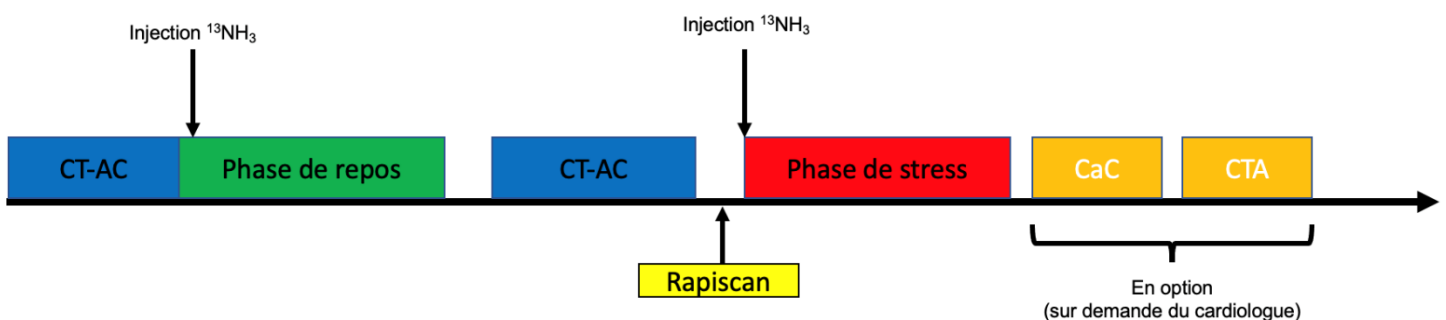 Injection ¹³NH₃
Injection ¹³NH₃
CT-AC
Phase de repos
CT-AC
Phase de stress
CaC
CTA
Rapiscan
En option
(sur demande du cardiologue)